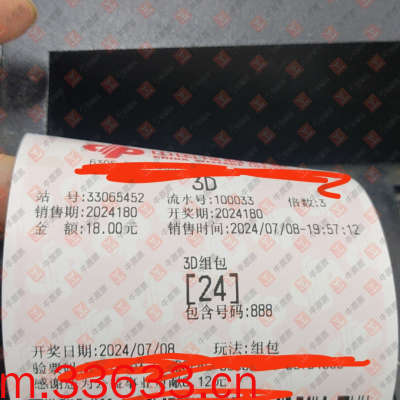 3D
站 号:33065452 流水号:100033 倍数:3
销售期:2024180 开奖期:2024180
金 额:18.00元 销售时间:2024/07/08-19:57:12
3D组包
[24]
包含号码:888
开奖日期:2024/07/08 玩法:组包
m.33633.cn